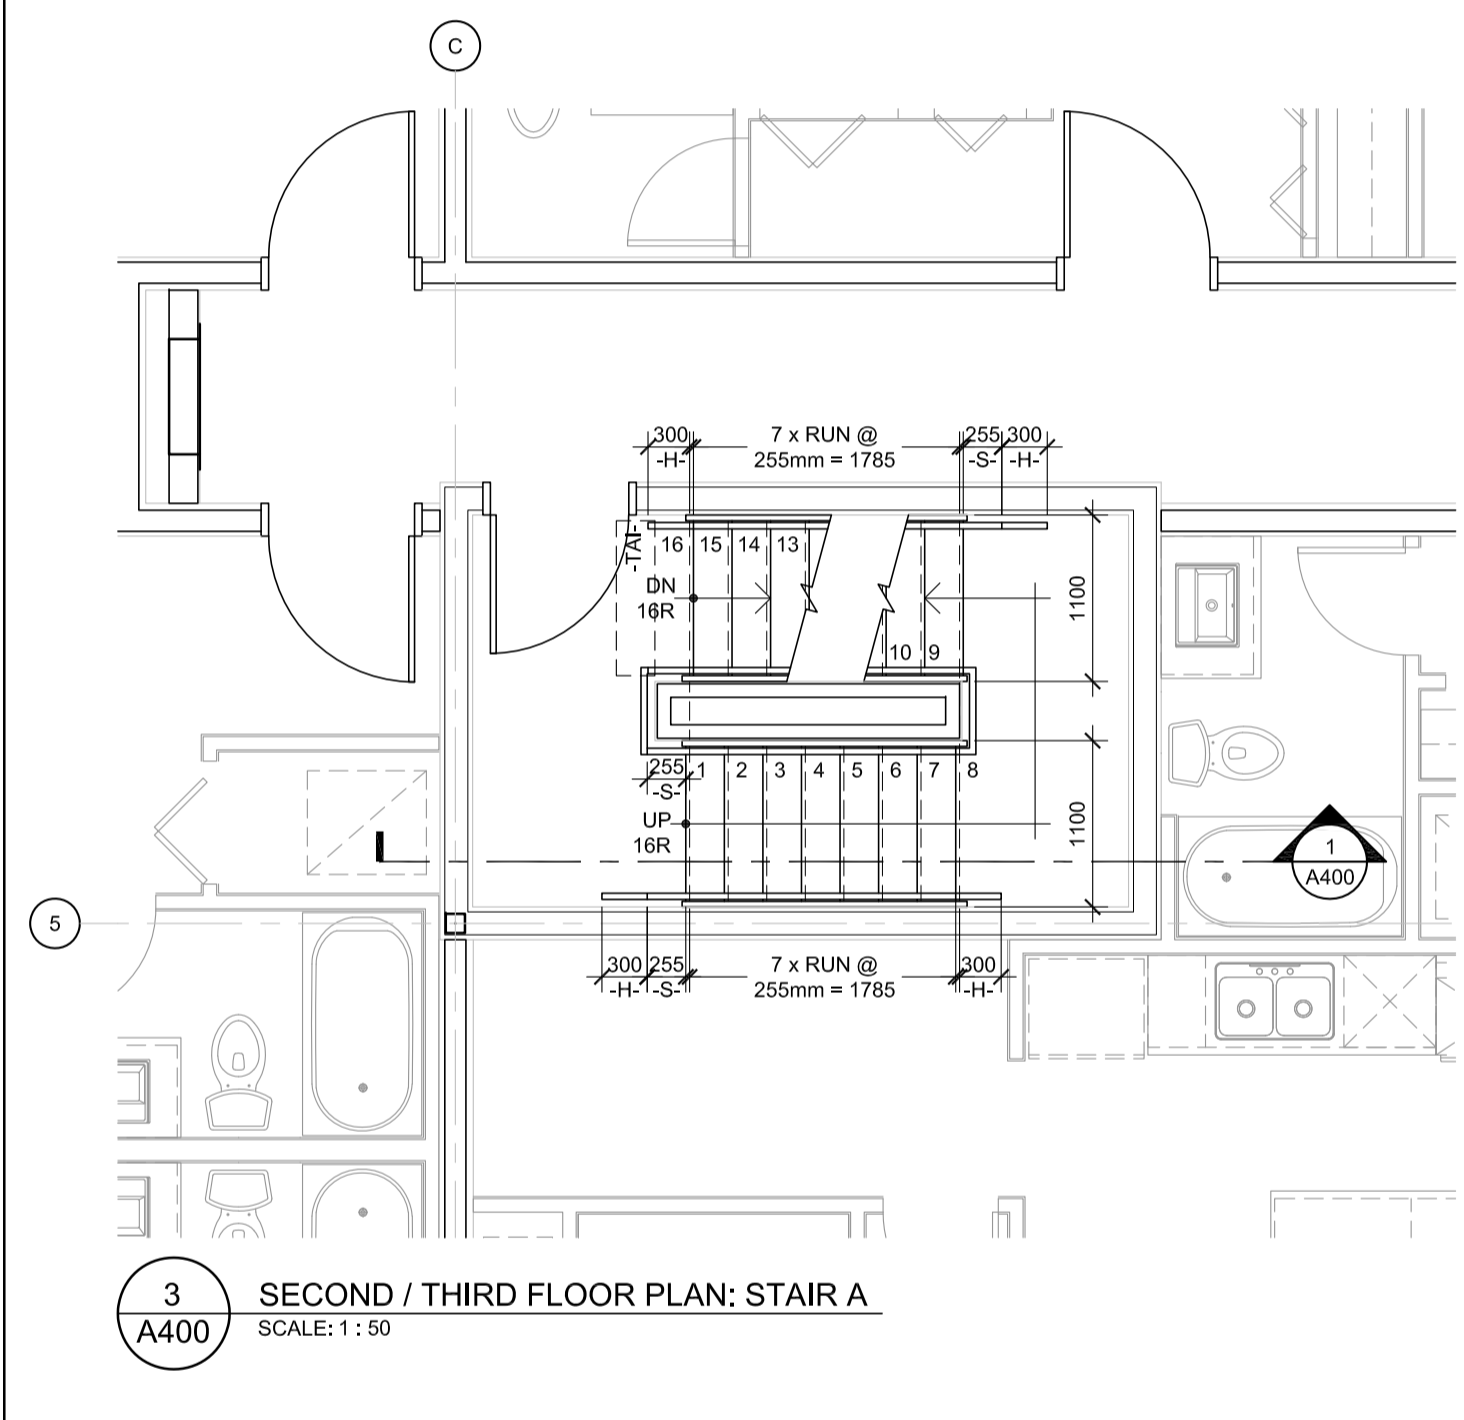 C
300 7 x RUN @ 255 300
-H- 255mm = 1785 -S- -H-
-TAI-
16 15 14 13
DN
16R
1100
10 9
255 1 2 3 4 5 6 7 8
-S-
UP
16R
1100
1
A400
5
300 255 7 x RUN @ 300
-H- -S- 255mm = 1785 -H-
3
A400
SECOND / THIRD FLOOR PLAN: STAIR A
SCALE: 1 : 50